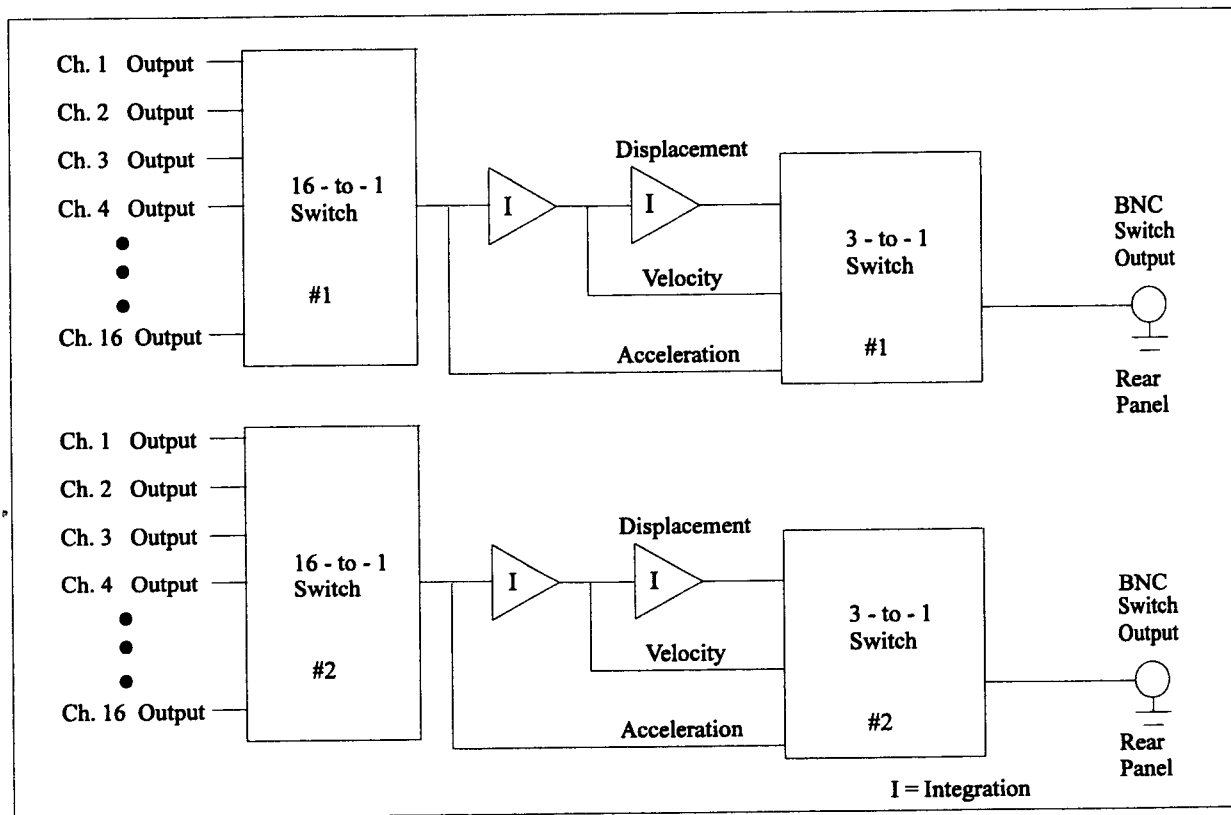 Ch. 1 Output
Ch. 2 Output
Ch. 3 Output
Ch. 4 Output
Ch. 16 Output
16 - to - 1
Switch
#1
I
Displacement
I
Velocity
Acceleration
3 - to - 1
Switch
#1
BNC
Switch
Output
Rear
Panel
Ch. 1 Output
Ch. 2 Output
Ch. 3 Output
Ch. 4 Output
Ch. 16 Output
16 - to - 1
Switch
#2
I
Displacement
I
Velocity
Acceleration
3 - to - 1
Switch
#2
BNC
Switch
Output
Rear
Panel
I = Integration